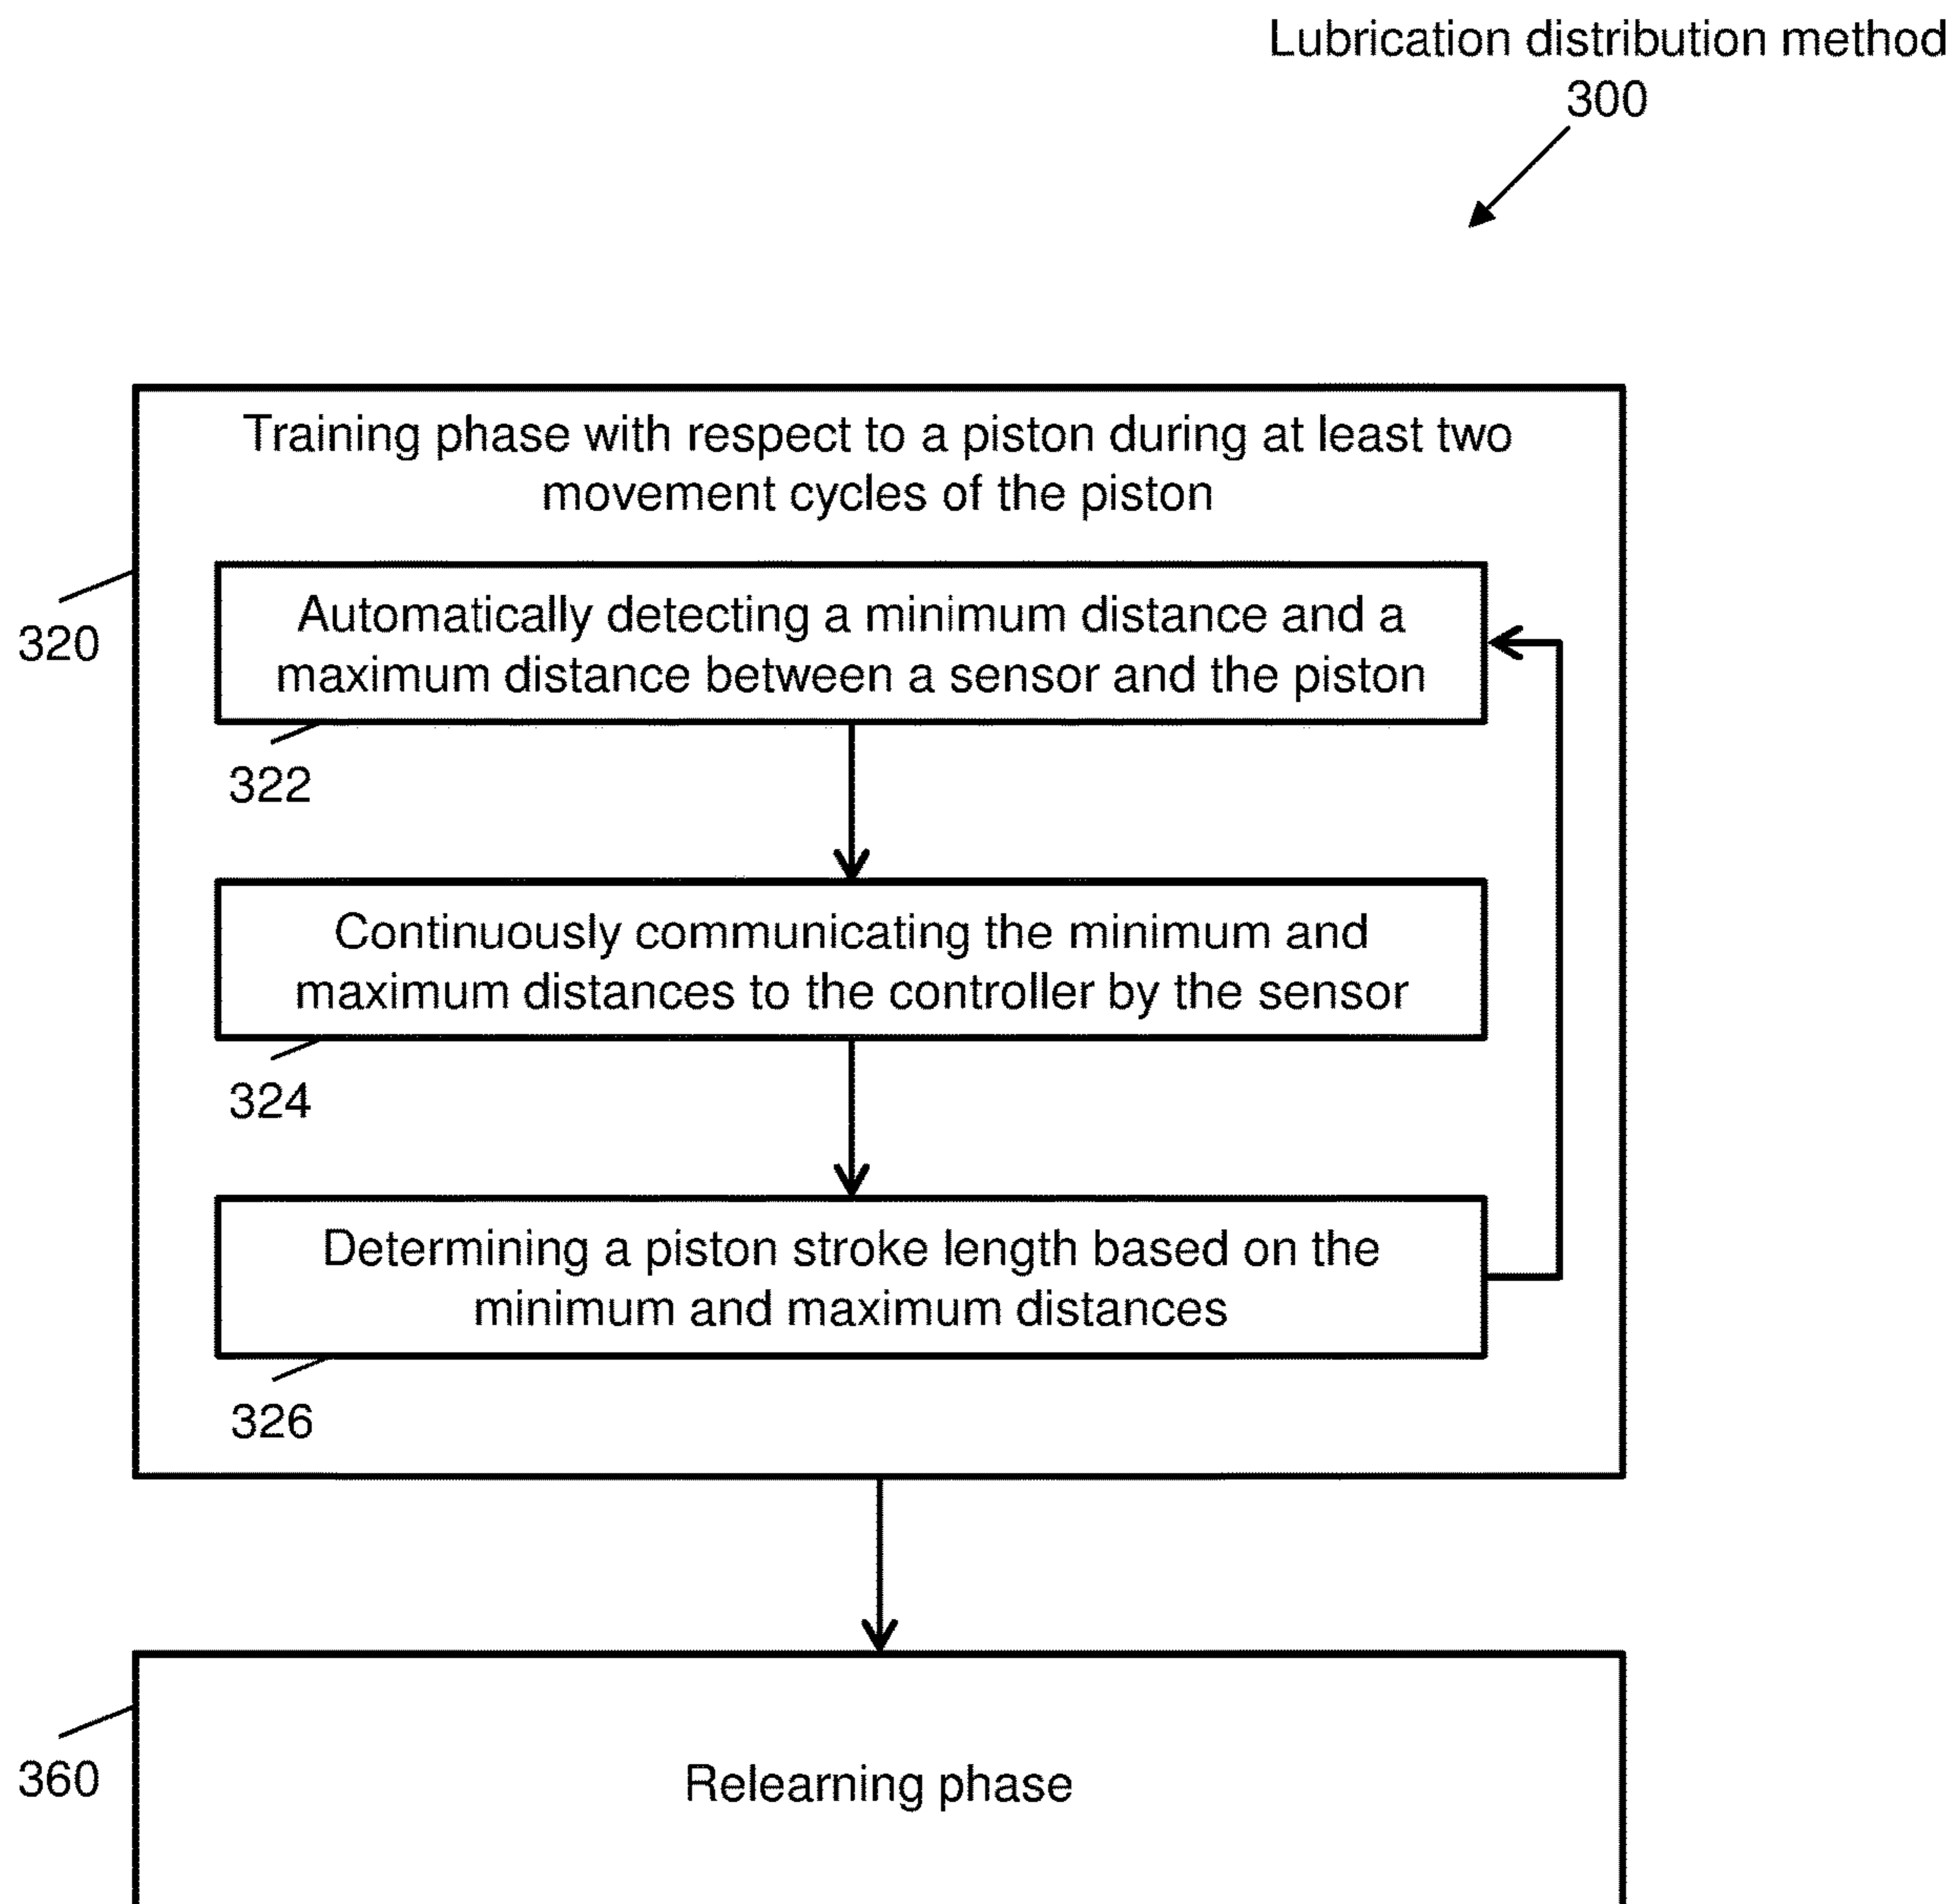 Lubrication distribution method
300
Training phase with respect to a piston during at least two
movement cycles of the piston
320
Automatically detecting a minimum distance and a
maximum distance between a sensor and the piston
322
Continuously communicating the minimum and
maximum distances to the controller by the sensor
324
Determining a piston stroke length based on the
minimum and maximum distances
326
360
Relearning phase